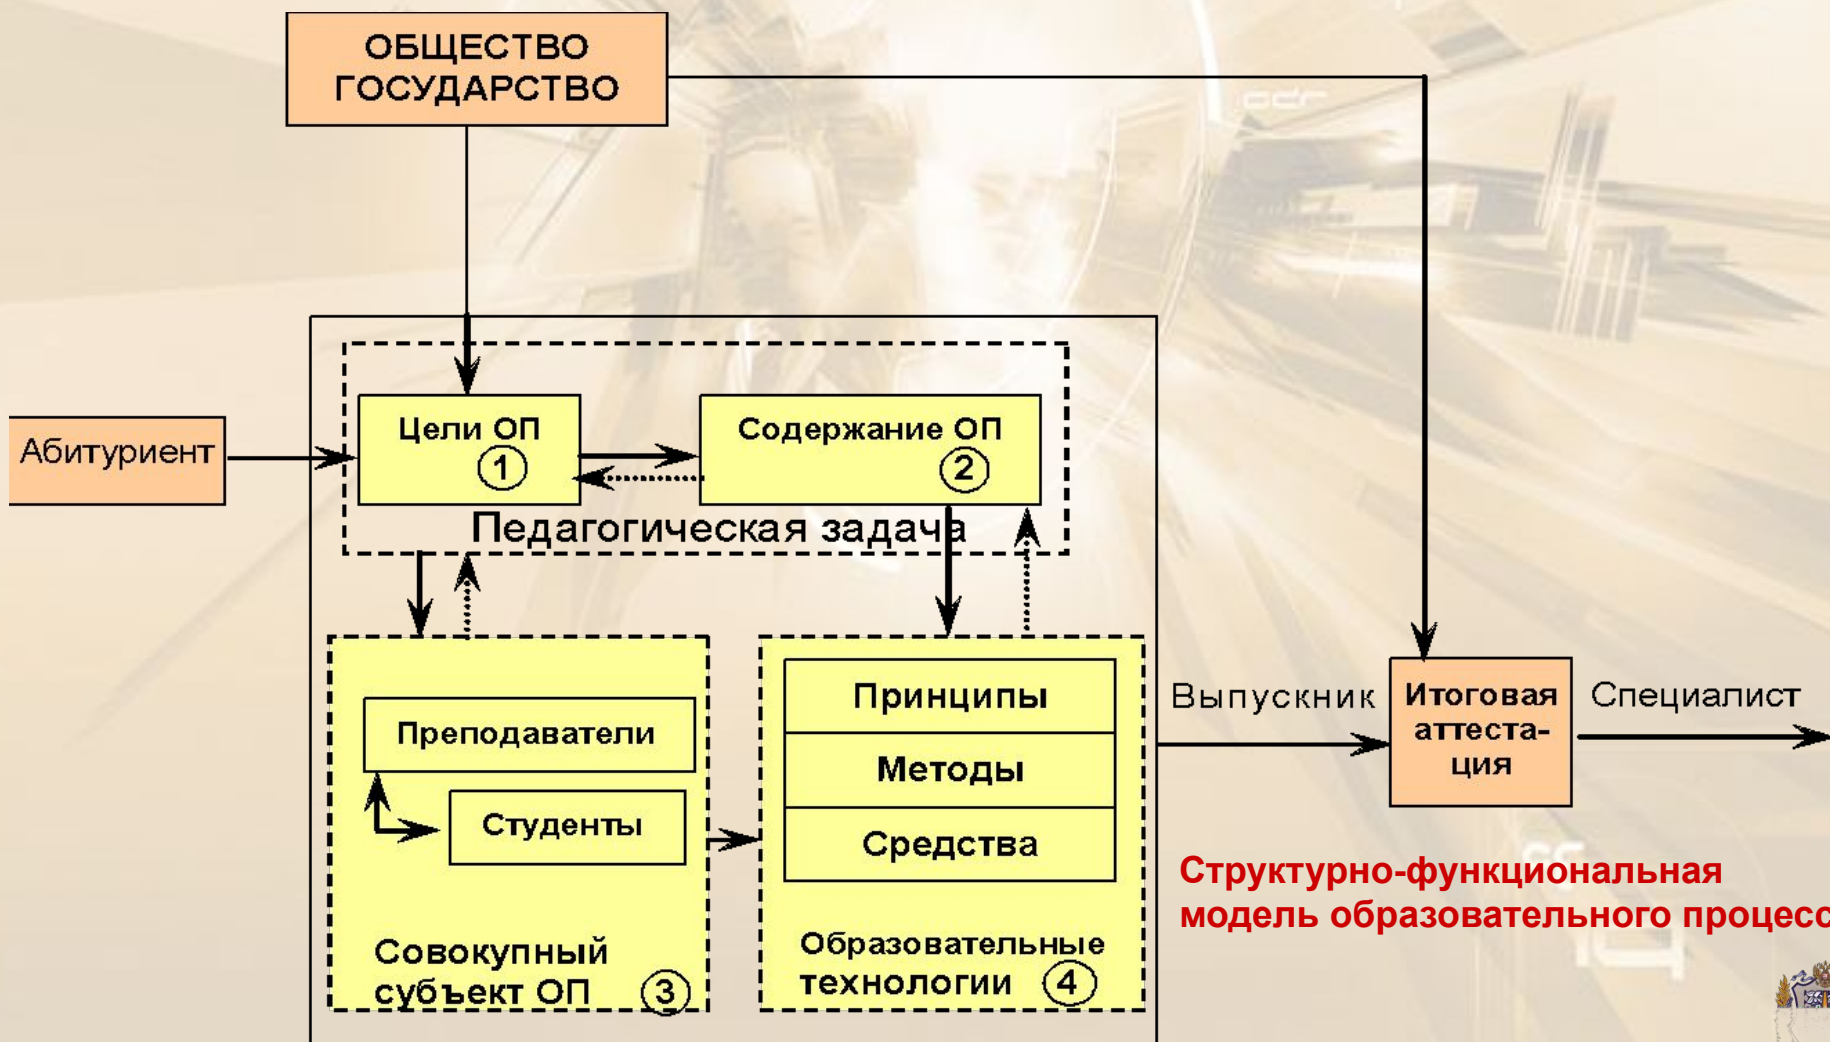 ОБЩЕСТВО
ГОСУДАРСТВО
Абитуриент
Цели ОП
1
Содержание ОП
2
Педагогическая задача
Преподаватели
Студенты
Совокупный
субъект ОП 3
Принципы
Методы
Средства
Образовательные
технологии 4
Выпускник
Итоговая
аттеста-
ция
Специалист
Структурно-функциональная
модель образовательного процесс